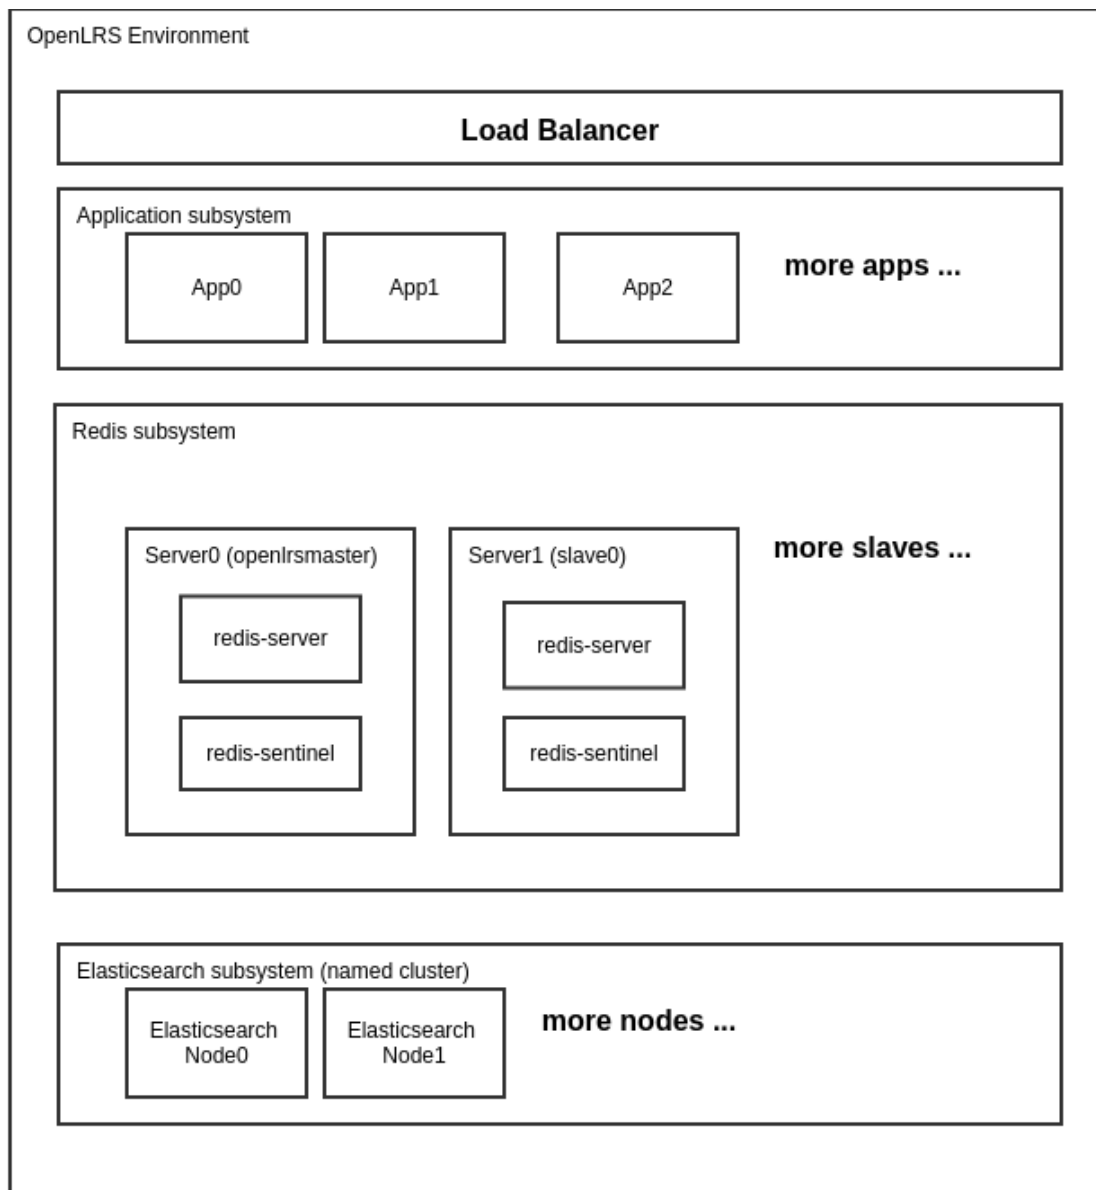 OpenLRS Environment
Load Balancer
Application subsystem
App0
App1
App2
more apps ...
Redis subsystem
Server0 (openlrsmaster)
redis-server
redis-sentinel
Server1 (slave0)
redis-server
redis-sentinel
more slaves ...
Elasticsearch subsystem (named cluster)
Elasticsearch
Node0
Elasticsearch
Node1
more nodes ...